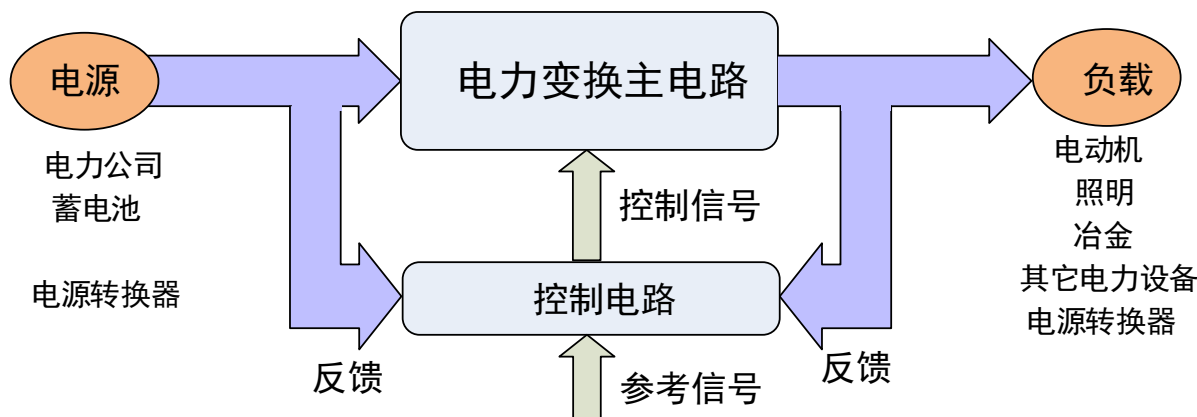 电源
电力变换主电路
负载
电力公司
蓄电池
电源转换器
控制信号
电动机
照明
冶金
其它电力设备
电源转换器
控制电路
反馈
参考信号
反馈